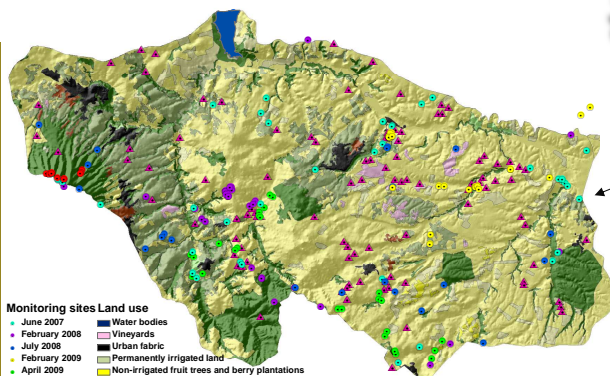 Monitoring sites Land use
June 2007 Water bodies
February 2008 Vineyards
July 2008 Urban fabric
February 2009 Permanently irrigated land
April 2009 Non-irrigated fruit trees and berry plantations